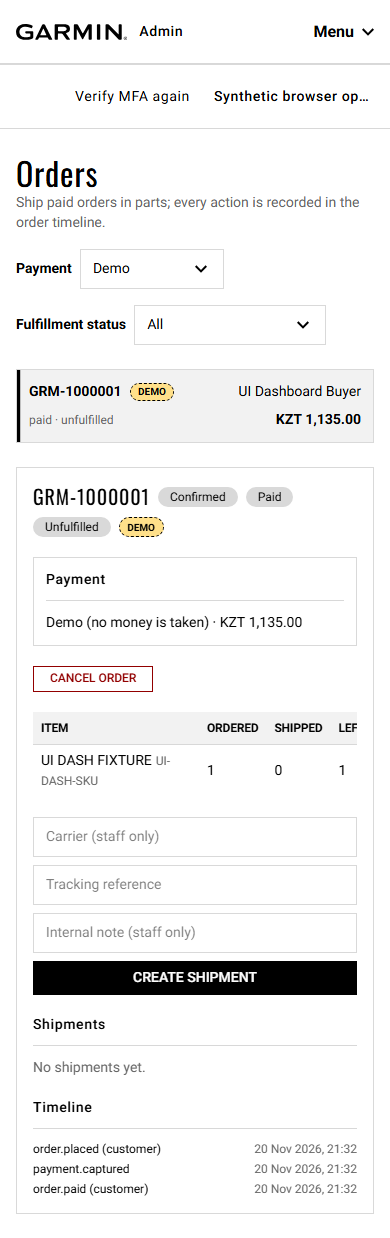 GARMIN. Admin Menu
Verify MFA again Synthetic browser op...
Orders
Ship paid orders in parts; every action is recorded in the
order timeline.
Payment Demo
Fulfillment status All
GRM-1000001 DEMO UI Dashboard Buyer
paid · unfulfilled KZT 1,135.00
GRM-1000001 Confirmed Paid
Unfulfilled DEMO
Payment
Demo (no money is taken) · KZT 1,135.00
CANCEL ORDER
ITEM ORDERED SHIPPED LEF
UI DASH FIXTURE UI-
DASH-SKU
1 0 1
Carrier (staff only)
Tracking reference
Internal note (staff only)
CREATE SHIPMENT
Shipments
No shipments yet.
Timeline
order.placed (customer) 20 Nov 2026, 21:32
payment.captured 20 Nov 2026, 21:32
order.paid (customer) 20 Nov 2026, 21:32